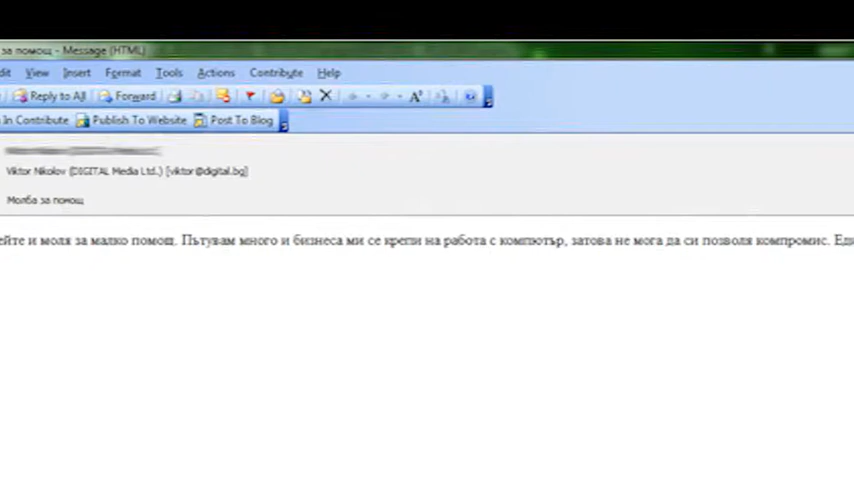 за помощ - Message (HTML)
dit View Insert Format Tools Actions Contribute Help
Reply to All Forward
In Contribute Publish To Website Post To Blog
Viktor Nikolov (DIGITAL Media Ltd.) [viktor@digital.bg]
Молба за помощ
ейте и моля за малко помощ. Пътувам много и бизнеса ми се крепи на работа с компютър, затова не мога да си позволя компромис. Еди